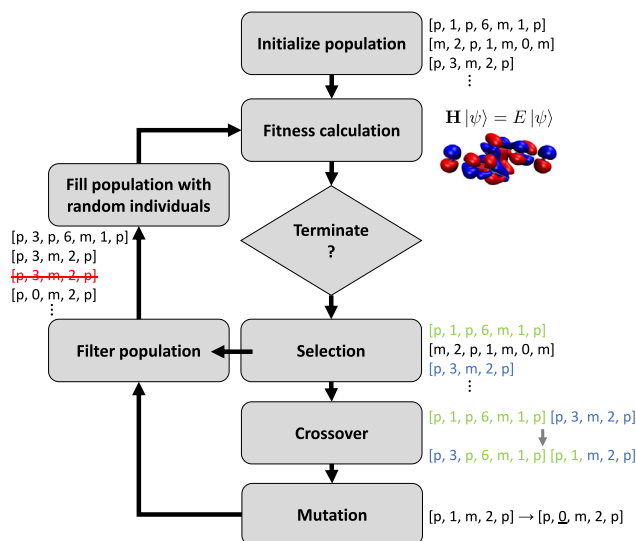 Initialize population
[p, 1, p, 6, m, 1, p]
[m, 2, p, 1, m, 0, m]
[p, 3, m, 2, p]
⋮
Fitness calculation
H |ψ⟩ = E |ψ⟩
Fill population with
random individuals
Terminate
?
[p, 3, p, 6, m, 1, p]
[p, 3, m, 2, p]
[p, 3, m, 2, p]
[p, 0, m, 2, p]
⋮
Filter population
Selection
[p, 1, p, 6, m, 1, p]
[m, 2, p, 1, m, 0, m]
[p, 3, m, 2, p]
⋮
Crossover
[p, 1, p, 6, m, 1, p] [p, 3, m, 2, p]
[p, 3, p, 6, m, 1, p] [p, 1, m, 2, p]
Mutation
[p, 1, m, 2, p] → [p, 0, m, 2, p]